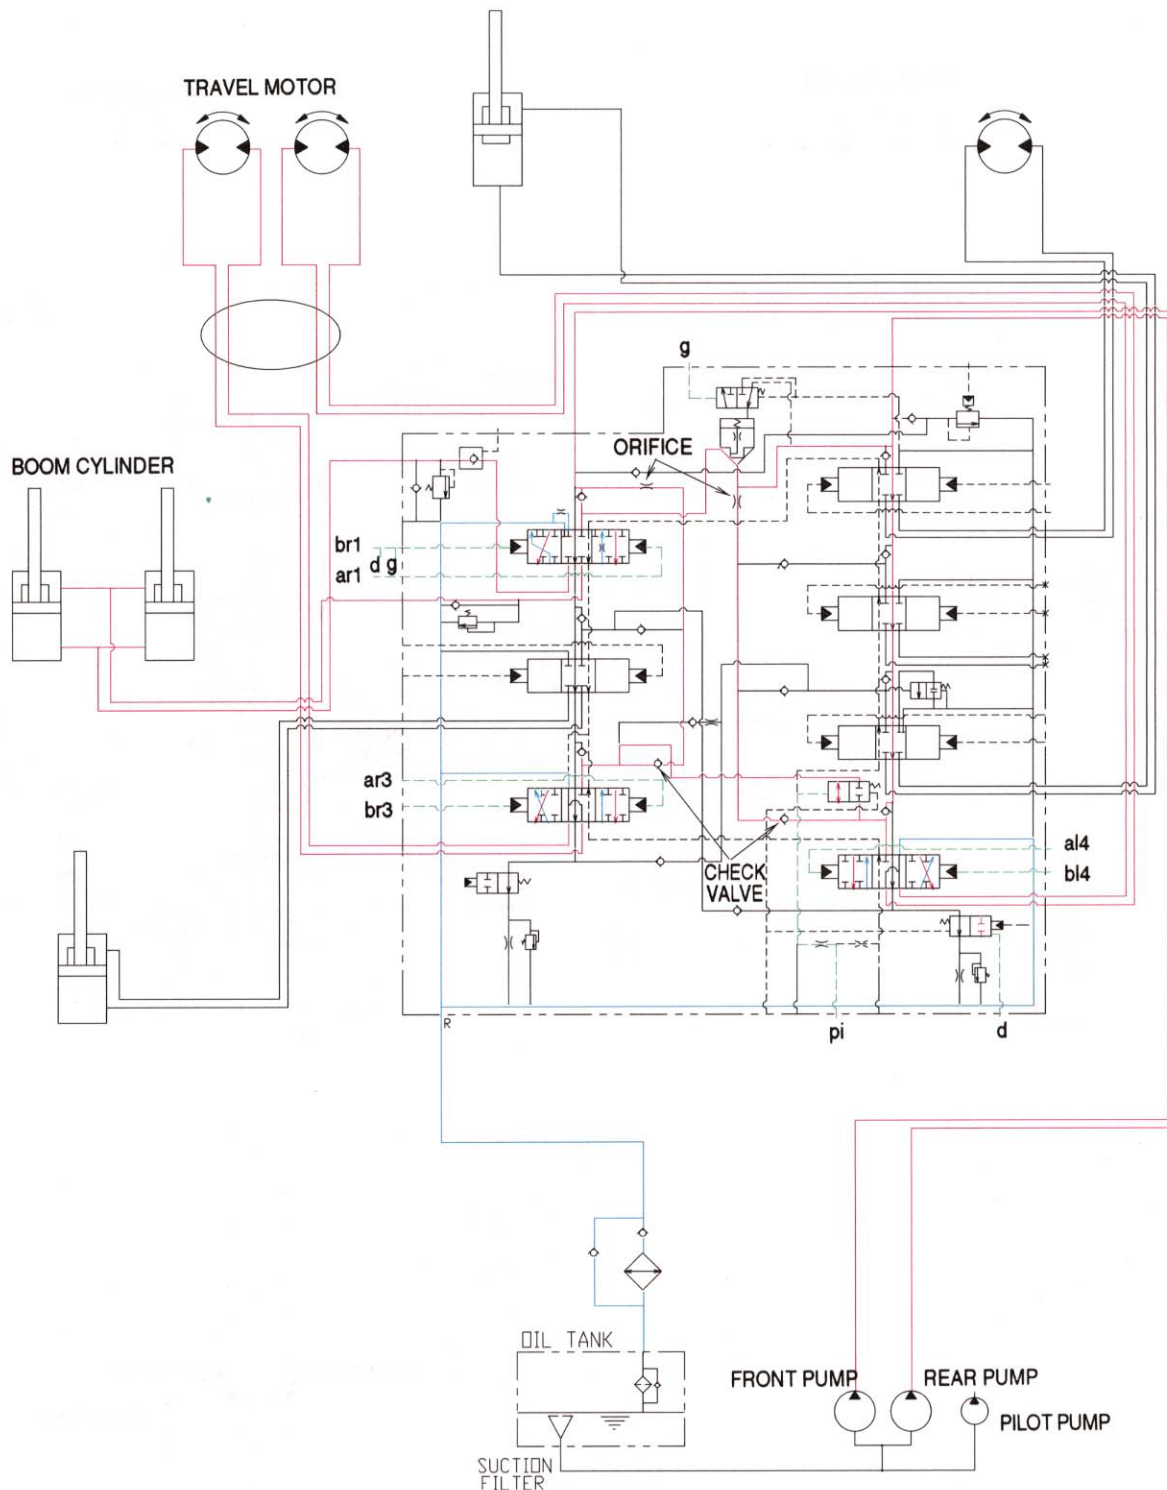 TRAVEL MOTOR
g
ORIFICE
BOOM CYLINDER
br1
d g
ar1
ar3
br3
CHECK
VALVE
al4
bl4
R
pi
d
OIL TANK
FRONT PUMP
REAR PUMP
PILOT PUMP
SUCTION
FILTER